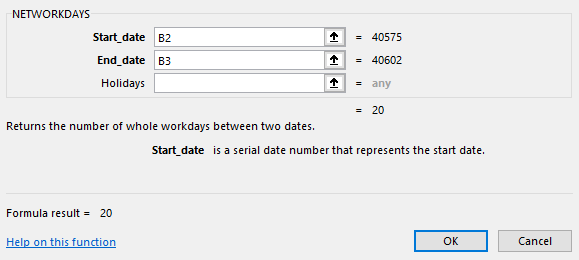 NETWORKDAYS
Start_date B2 = 40575
End_date B3 = 40602
Holidays = any
= 20
Returns the number of whole workdays between two dates.
Start_date is a serial date number that represents the start date.
Formula result = 20
Help on this function OK Cancel